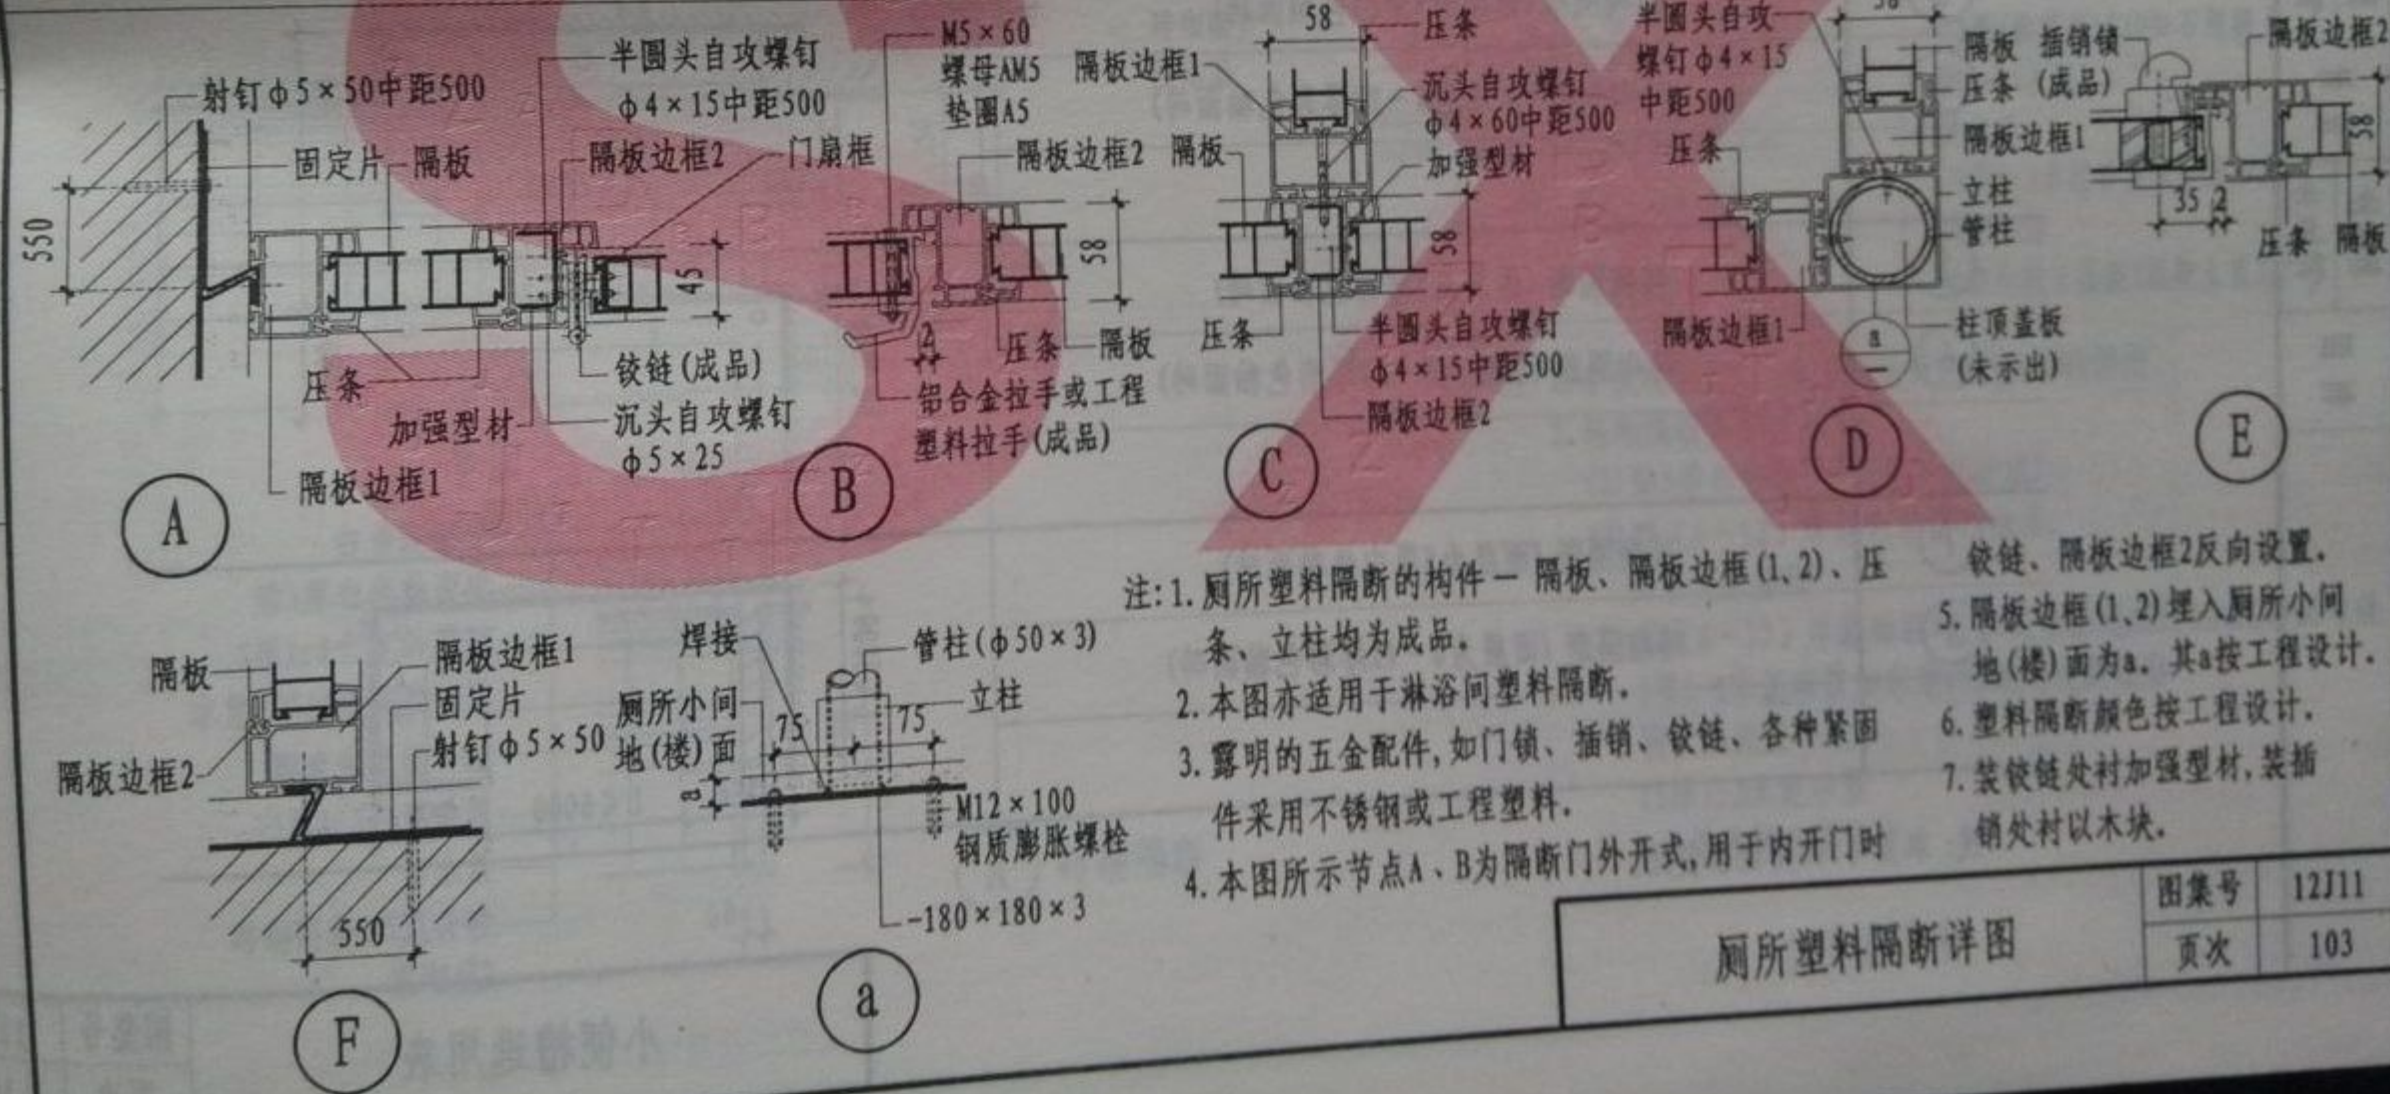 射钉φ5×50中距500
固定片
隔板
550
半圆头自攻螺钉
φ4×15中距500
隔板边框2
门扇框
45
压条
加强型材
隔板边框1
铰链(成品)
沉头自攻螺钉
φ5×25
A
M5×60
螺母AM5
垫圈A5
隔板边框2
58
2
压条
隔板
铝合金拉手或工程
塑料拉手(成品)
B
58
压条
隔板边框1
沉头自攻螺钉
φ4×60中距500
隔板
加强型材
58
压条
半圆头自攻螺钉
φ4×15中距500
隔板边框2
C
半圆头自攻
螺钉φ4×15
中距500
压条
隔板
压条
隔板边框1
立柱
管柱
隔板边框1
a
柱顶盖板
(未示出)
D
插销锁
(成品)
隔板边框2
58
35
2
压条
隔板
E
隔板
隔板边框1
固定片
射钉φ5×50
隔板边框2
550
F
焊接
管柱(φ50×3)
厕所小间
地(楼)面
75
75
立柱
8
M12×100
钢质膨胀螺栓
-180×180×3
a
注:1.厕所塑料隔断的构件一 隔板、隔板边框(1、2)、压
条、立柱均为成品.
2.本图亦适用于淋浴间塑料隔断.
3.露明的五金配件,如门锁、插销、铰链、各种紧固
件采用不锈钢或工程塑料.
4.本图所示节点A、B为隔断门外开式,用于内开门时
铰链、隔板边框2反向设置.
5.隔板边框(1、2)埋入厕所小间
地(楼)面为a. 其a按工程设计.
6.塑料隔断颜色按工程设计.
7.装铰链处衬加强型材,装插
销处衬以木块.
厕所塑料隔断详图
图集号
12J11
页次
103